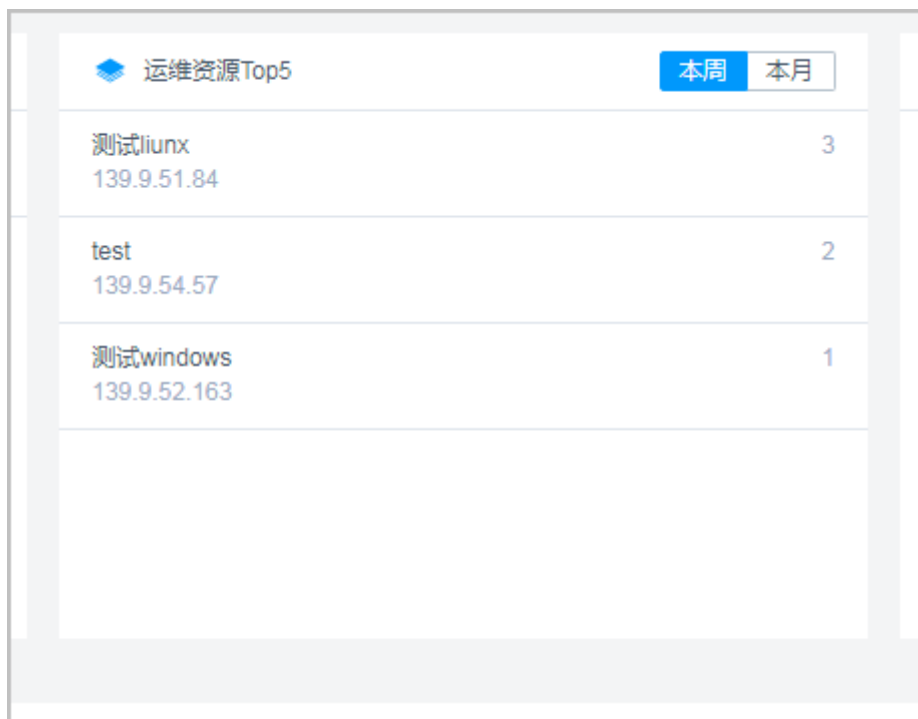 运维资源Top5 本周 本月
测试liunx 3
139.9.51.84
test 2
139.9.54.57
测试windows 1
139.9.52.163